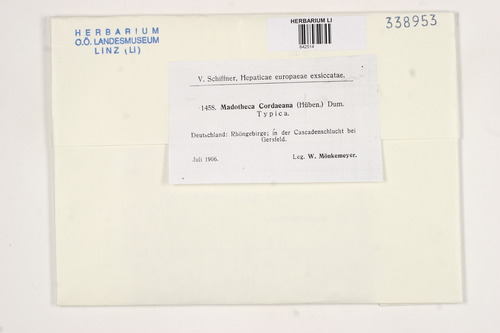 HERBARIUM
O.Ö. LANDESMUSEUM
LINZ (LI)
HERBARIUM LI
642014
338953
V. Schiffner, Hepaticae europaeae exsiccatae.
1458. Madotheca Cordaeana (Hüben.) Dum.
Typica.
Deutschland: Rhöngebirge; in der Cascadenschlucht bei
Gersfeld.
Juli 1906.
Leg. W. Mönkemeyer.